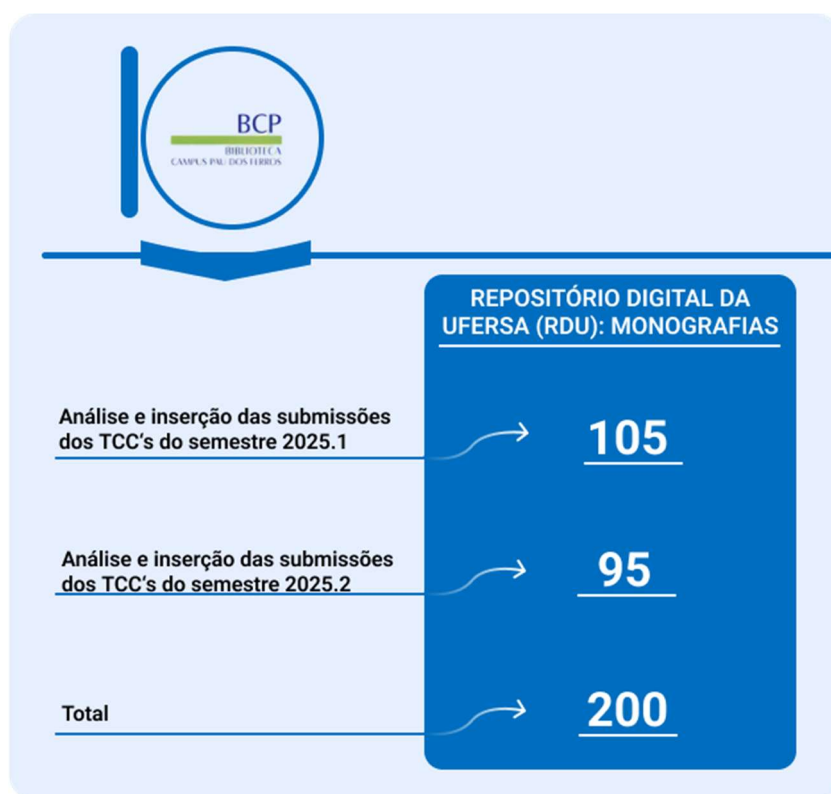 BCP
BIBLIOTECA
CAMPUS PAU DOS FERROS
REPOSITÓRIO DIGITAL DA
UFERSA (RDU): MONOGRAFIAS
Análise e inserção das submissões
dos TCC‘s do semestre 2025.1
105
Análise e inserção das submissões
dos TCC‘s do semestre 2025.2
95
Total
200